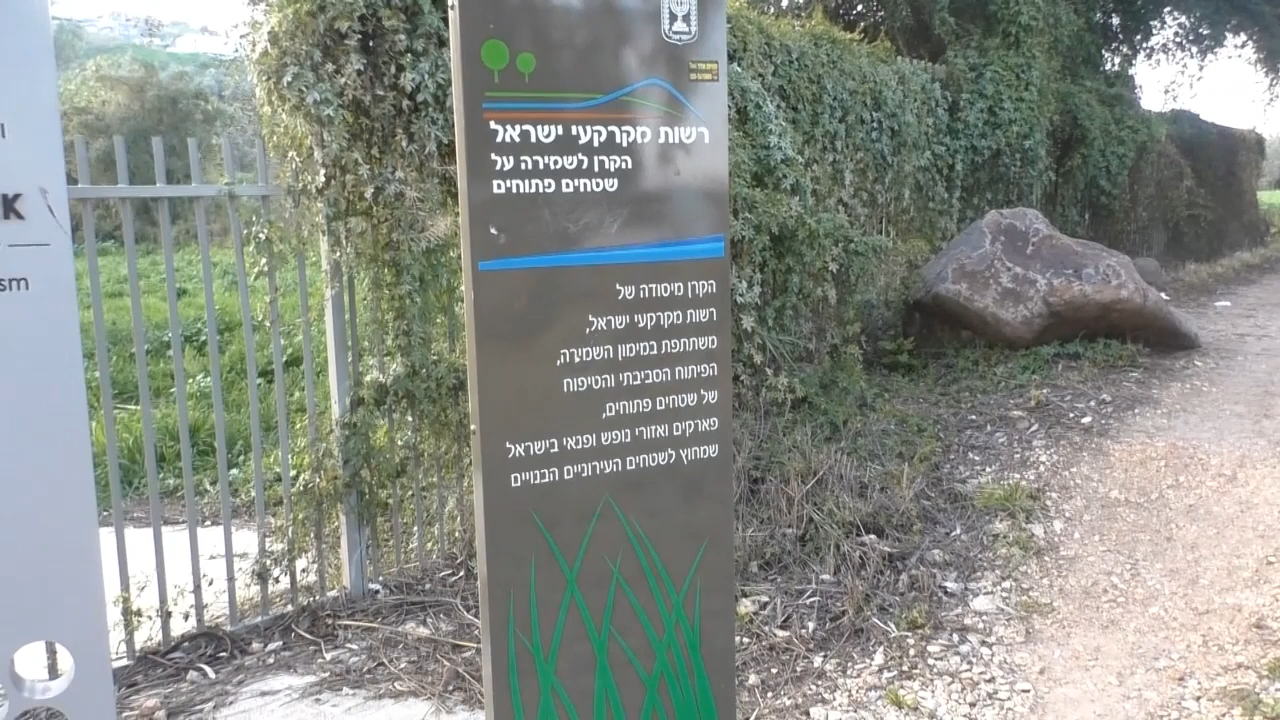 רשות מקרקעי ישראל
הקרן לשמירה על
שטחים פתוחים
הקרן מיסודה של
רשות מקרקעי ישראל,
משתתפת במימון השמירה,
הפיתוח הסביבתי והטיפוח
של שטחים פתוחים,
פארקים ואזורי נופש ופנאי בישראל
שמחוץ לשטחים העירוניים הבנויים
K
sm